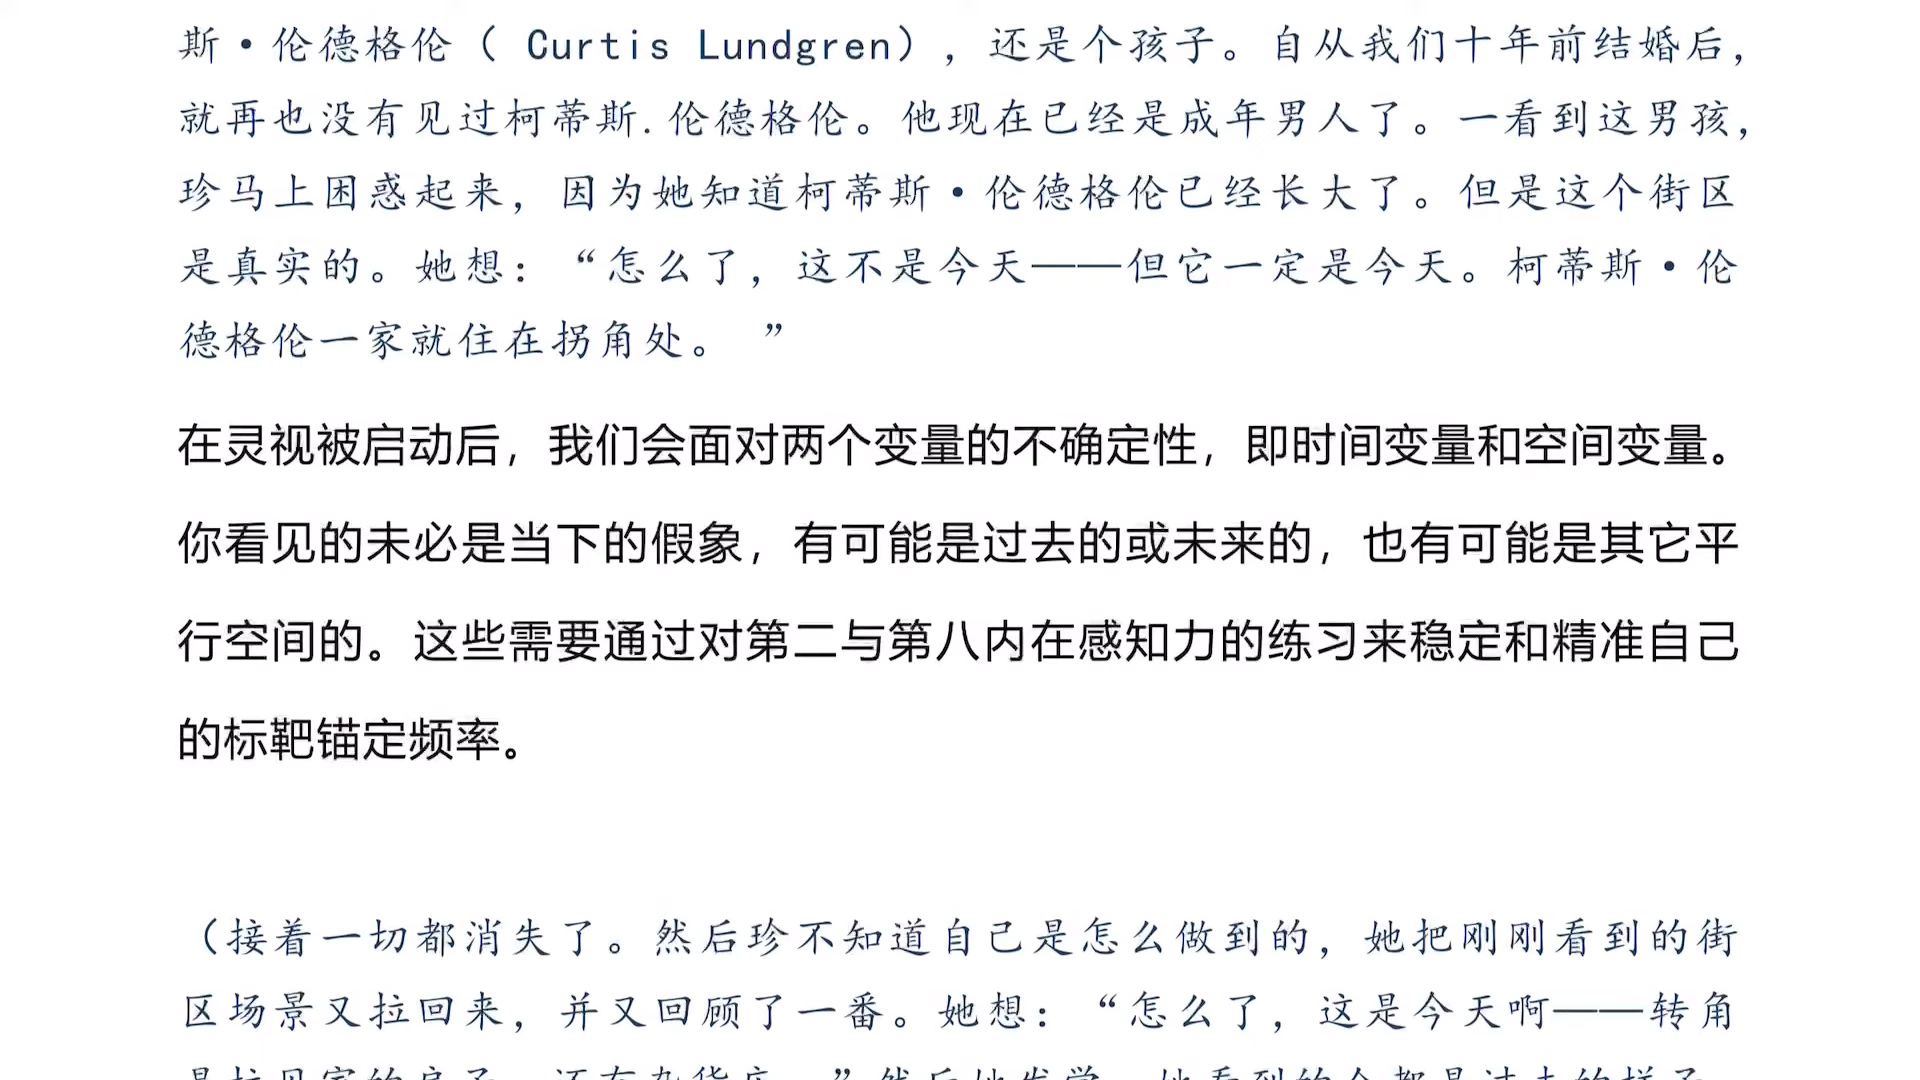 斯·伦德格伦（ Curtis Lundgren），还是个孩子。自从我们十年前结婚后，
就再也没有见过柯蒂斯.伦德格伦。他现在已经是成年男人了。一看到这男孩，
珍马上困惑起来，因为她知道柯蒂斯·伦德格伦已经长大了。但是这个街区
是真实的。她想：“怎么了，这不是今天——但它一定是今天。柯蒂斯·伦
德格伦一家就住在拐角处。 ”
在灵视被启动后，我们会面对两个变量的不确定性，即时间变量和空间变量。
你看见的未必是当下的假象，有可能是过去的或未来的，也有可能是其它平
行空间的。这些需要通过对第二与第八内在感知力的练习来稳定和精准自己
的标靶锚定频率。
（接着一切都消失了。然后珍不知道自己是怎么做到的，她把刚刚看到的街
区场景又拉回来，并又回顾了一番。她想：“怎么了，这是今天啊——转角